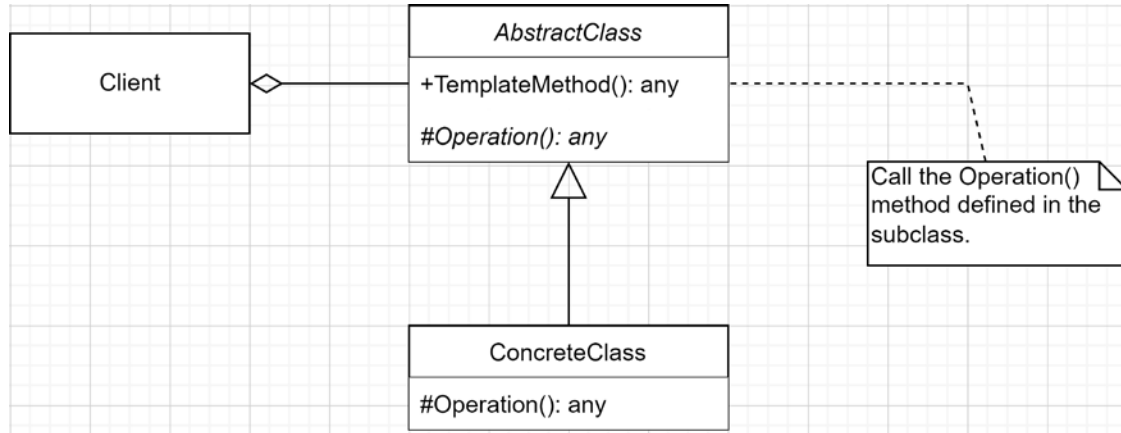 Client
AbstractClass
+TemplateMethod(): any
#Operation(): any
Call the Operation()
method defined in the
subclass.
ConcreteClass
#Operation(): any